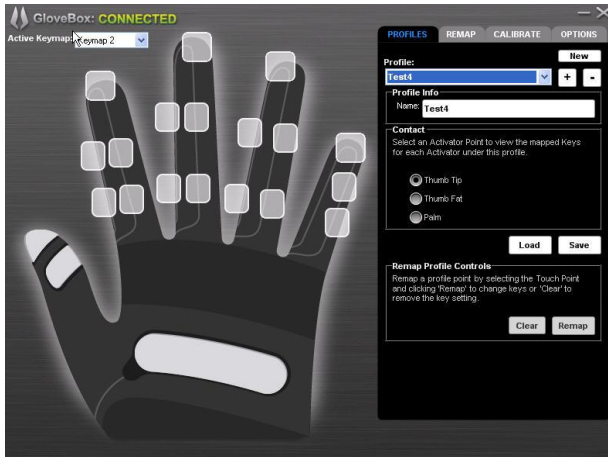 GloveBox: CONNECTED
Active Keymap: Keymap 2
PROFILES REMAP CALIBRATE OPTIONS
New
Profile:
Test4 + -
Profile Info
Name: Test4
Contact
Select an Activator Point to view the mapped Keys
for each Activator under this profile.
Thumb Tip
Thumb Fat
Palm
Load Save
Remap Profile Controls
Remap a profile point by selecting the Touch Point
and clicking 'Remap' to change keys or 'Clear' to
remove the key setting.
Clear Remap